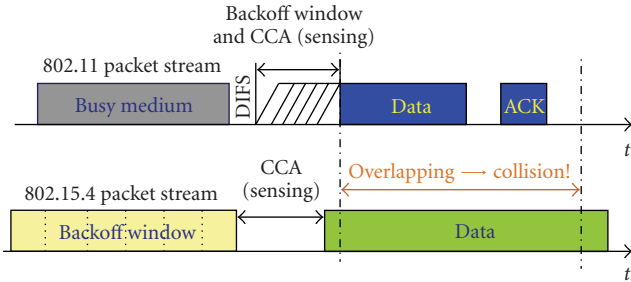 Backoff window
and CCA (sensing)
802.11 packet stream
Busy medium
DIFS
Data
ACK
t
CCA
(sensing)
Overlapping → collision!
802.15.4 packet stream
Backoff window
Data
t